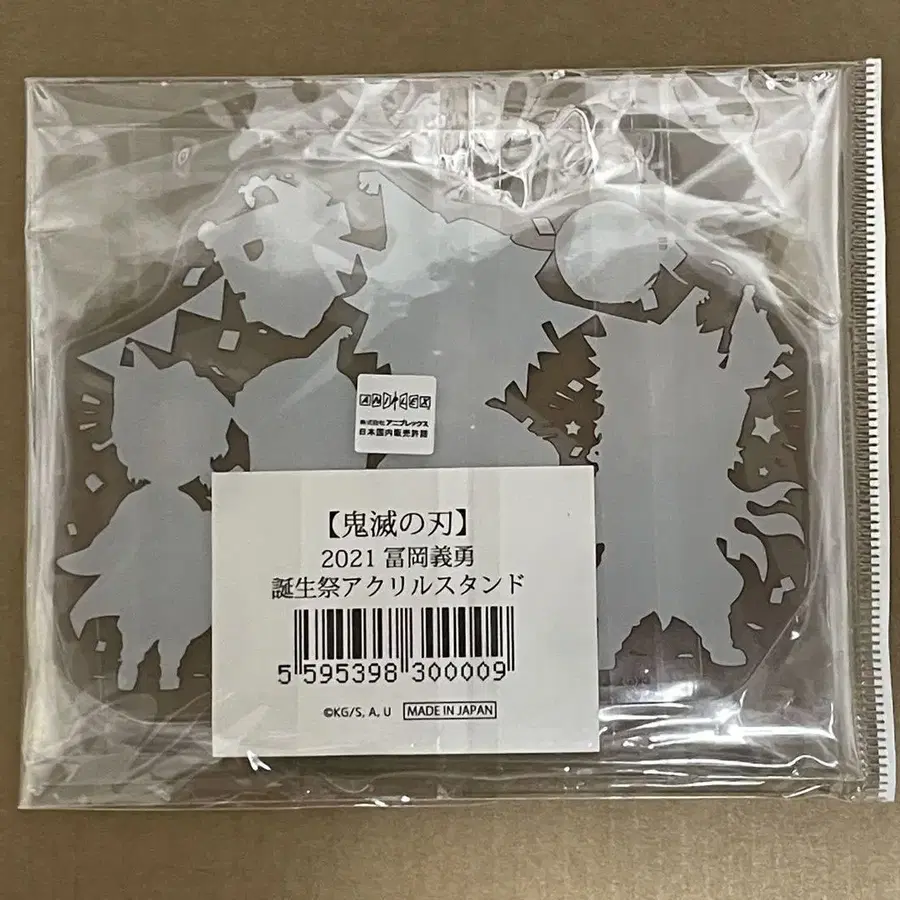 ANIPLEX
株式会社 アニプレックス
日本国内販売許諾
【鬼滅の刃】
2021 冨岡義勇
誕生祭アクリルスタンド
5 595398 300009
©KG/S, A, U MADE IN JAPAN